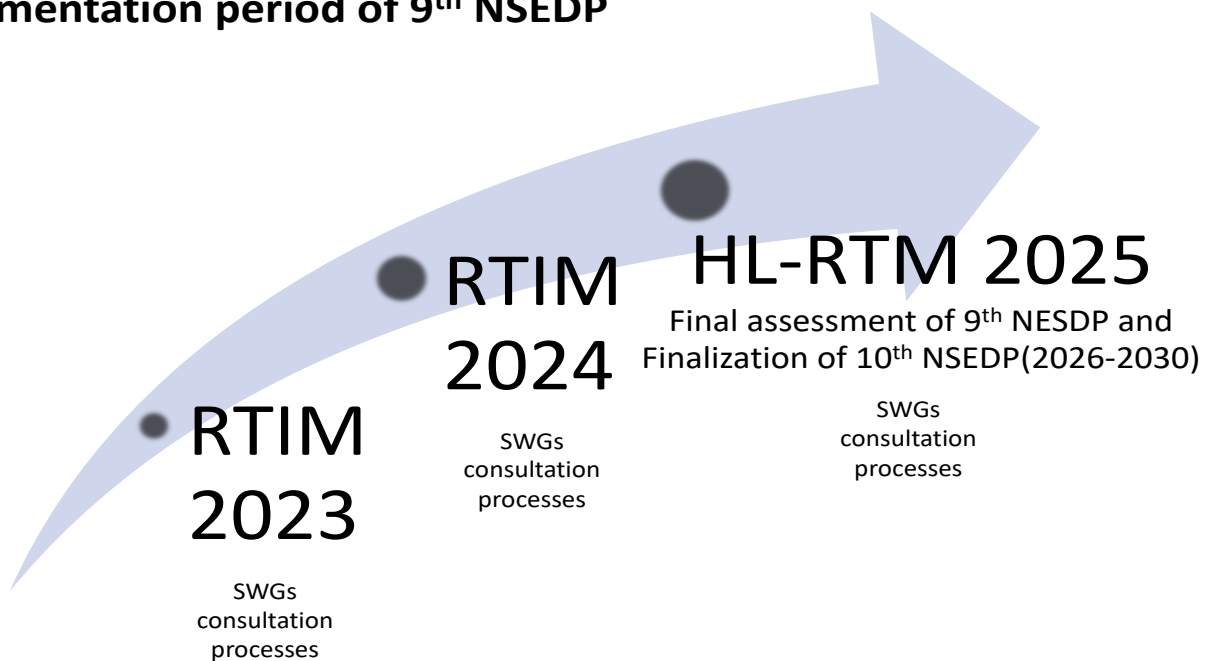 mentation period of 9th NSEDP
HL-RTM 2025
Final assessment of 9th NESDP and
Finalization of 10th NSEDP(2026-2030)
SWGs
consultation
processes
RTIM
2024
SWGs
consultation
processes
RTIM
2023
SWGs
consultation
processes